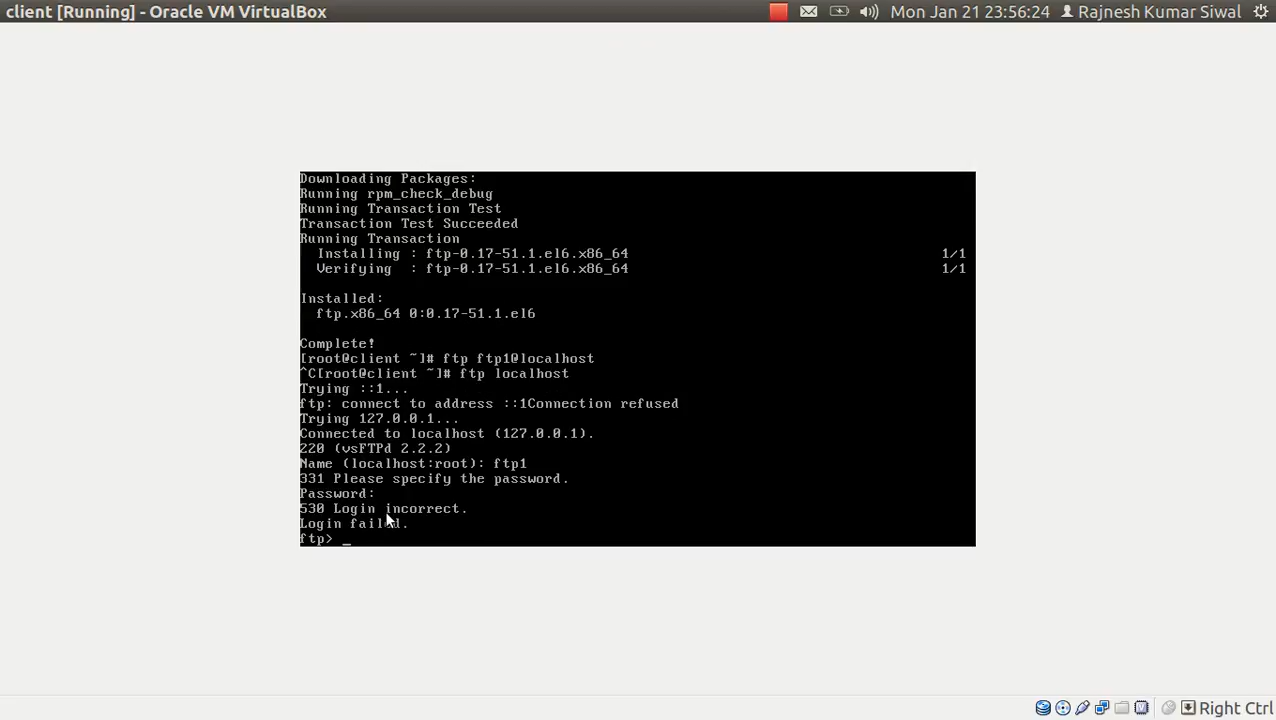 client [Running] - Oracle VM VirtualBox
Mon Jan 21 23:56:24 Rajnesh Kumar Siwal
Downloading Packages:
Running rpm_check_debug
Running Transaction Test
Transaction Test Succeeded
Running Transaction
Installing : ftp-0.17-51.1.el6.x86_64 1/1
Verifying : ftp-0.17-51.1.el6.x86_64 1/1
Installed:
ftp.x86_64 0:0.17-51.1.el6
Complete!
[root@client ~]# ftp ftp1@localhost
^C[root@client ~]# ftp localhost
Trying ::1...
ftp: connect to address ::1Connection refused
Trying 127.0.0.1...
Connected to localhost (127.0.0.1).
220 (vsFTPd 2.2.2)
Name (localhost:root): ftp1
331 Please specify the password.
Password:
530 Login incorrect.
Login failed.
ftp> _
Right Ctrl